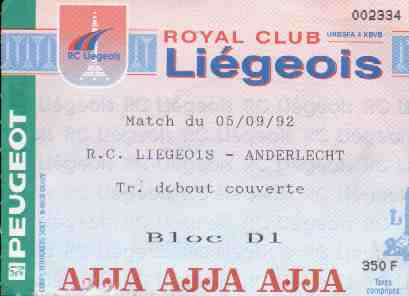 002334
ROYAL CLUB
URBSFA 4 KBVB
RC Liégeois
Liégeois
Match du 05/09/92
R.C. LIEGEOIS - ANDERLECHT
Tr. debout couverte
Bloc D1
PEUGEOT
350 F
Taxes
comprises
AJJA AJJA AJJA